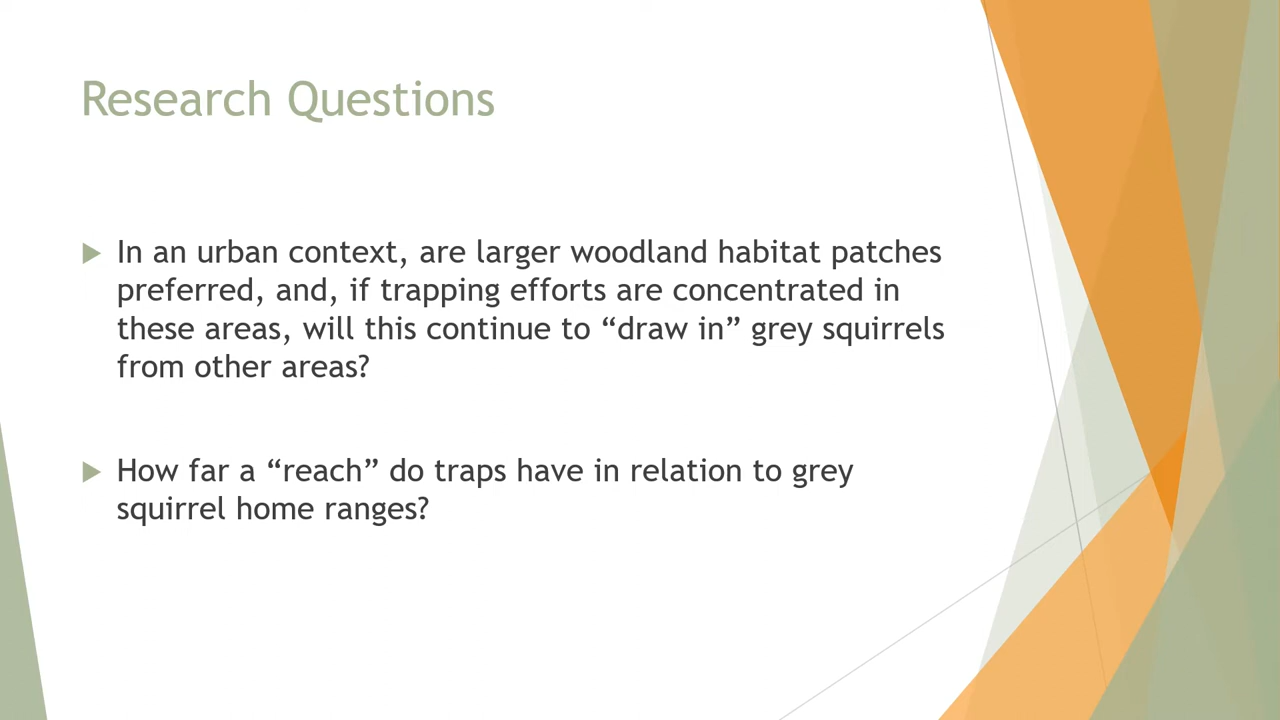 Research Questions
In an urban context, are larger woodland habitat patches
preferred, and, if trapping efforts are concentrated in
these areas, will this continue to “draw in” grey squirrels
from other areas?
How far a “reach” do traps have in relation to grey
squirrel home ranges?